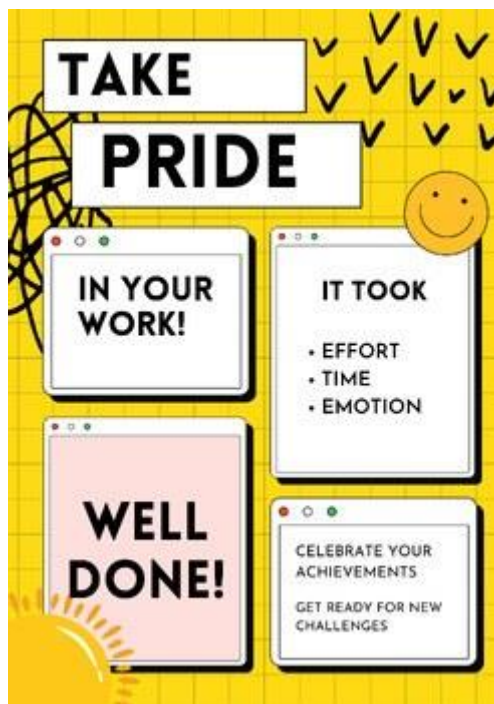 TAKE
PRIDE
IN YOUR
WORK!
IT TOOK
• EFFORT
• TIME
• EMOTION
WELL
DONE!
CELEBRATE YOUR
ACHIEVEMENTS
GET READY FOR NEW
CHALLENGES